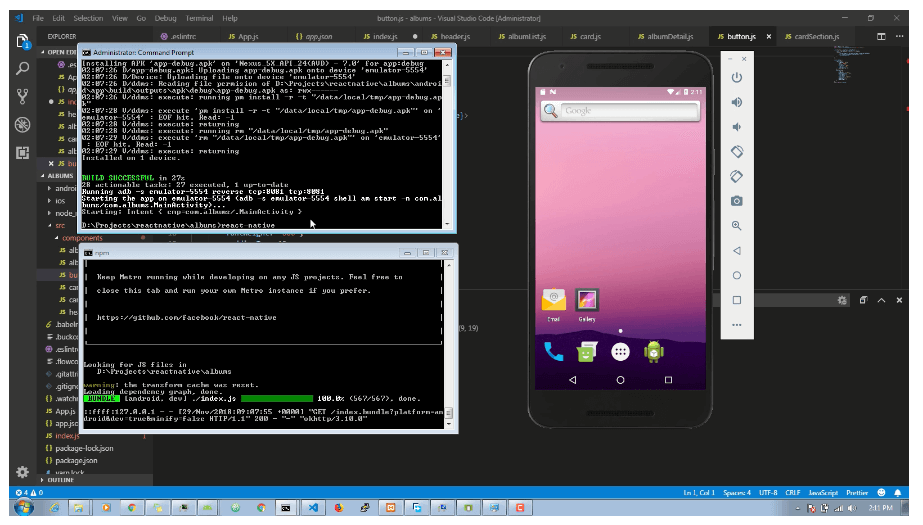 File Edit Selection View Go Debug Terminal Help button.js - albums - Visual Studio Code [Administrator]
EXPLORER .eslintrc JS App.js {} app.json JS index.js JS header.js JS albumList.js JS card.js JS albumDetail.js JS button.js JS cardSection.js
OPEN EDI
ALBUMS
androi
ios
node_
src
components
.babelr
.buckco
.eslintrc
.flowco
.gitattri
.gitigno
.watchm
JS App.js
{} app.jso
JS index.js 1
{} package-lock.json
{} package.json
yarn.lock
OUTLINE
Administrator: Command Prompt
Installing APK 'app-debug.apk' on 'Nexus_5X_API_24(AVD) - 7.0' for app:debug
02:07:26 D/app-debug.apk: Uploading app-debug.apk onto device 'emulator-5554'
02:07:26 D/Device: Uploading file onto device 'emulator-5554'
02:07:26 D/ddms: Reading file permision of D:\Projects\reactnative\albums\androi
d\app\build\outputs\apk\debug\app-debug.apk as: rwx------
02:07:26 V/ddms: execute: running pm install -r -t "/data/local/tmp/app-debug.ap
k"
02:07:28 V/ddms: execute 'pm install -r -t "/data/local/tmp/app-debug.apk"' on '
emulator-5554' : EOF hit. Read: -1
02:07:28 V/ddms: execute: returning
02:07:28 V/ddms: execute: running rm "/data/local/tmp/app-debug.apk"
02:07:29 V/ddms: execute 'rm "/data/local/tmp/app-debug.apk"' on 'emulator-5554'
: EOF hit. Read: -1
02:07:29 V/ddms: execute: returning
Installed on 1 device.
BUILD SUCCESSFUL in 27s
28 actionable tasks: 27 executed, 1 up-to-date
Running adb -s emulator-5554 reverse tcp:8081 tcp:8081
Starting the app on emulator-5554 (adb -s emulator-5554 shell am start -n com.al
bums/com.albums.MainActivity)...
Starting: Intent { cmp=com.albums/.MainActivity }
D:\Projects\reactnative\albums>react-native
npm
Keep Metro running while developing on any JS projects. Feel free to
close this tab and run your own Metro instance if you prefer.
https://github.com/facebook/react-native
Looking for JS files in
D:\Projects\reactnative\albums
warning: the transform cache was reset.
Loading dependency graph, done.
BUNDLE [android, dev] ./index.js 100.0% (567/567), done.
::ffff:127.0.0.1 - - [29/Nov/2018:09:07:55 +0000] "GET /index.bundle?platform=an
droid&dev=true&minify=false HTTP/1.1" 200 - "-" "okhttp/3.10.0"
(9, 19)
2:11
Google
Email Gallery
4 0 Ln 1, Col 1 Spaces: 4 UTF-8 CRLF JavaScript Prettier
2:11 PM